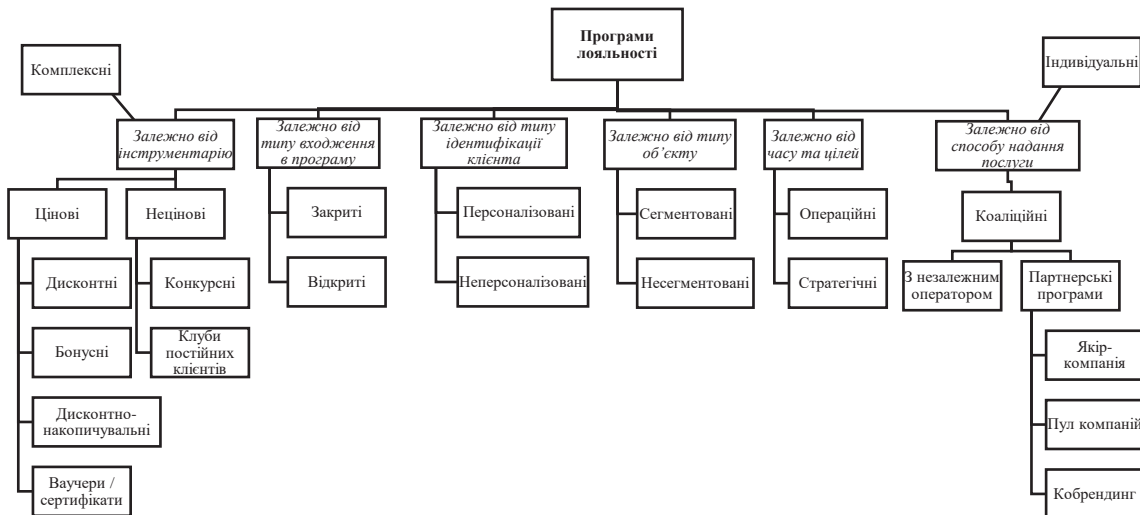 Програми
лояльності
Комплексні
Індивідуальні
Залежно від
інструментарію
Залежно від
типу входження
в програму
Залежно від типу
ідентифікації
клієнта
Залежно від типу
об’єкту
Залежно від
часу та цілей
Залежно від
способу надання
послуги
Цінові
Нецінові
Закриті
Персоналізовані
Сегментовані
Операційні
Коаліційні
Дисконтні
Конкурсні
Відкриті
Неперсоналізовані
Несегментовані
Стратегічні
З незалежним
оператором
Партнерські
програми
Бонусні
Клуби
постійних
клієнтів
Якір-
компанія
Дисконтно-
накопичувальні
Пул компаній
Ваучери /
сертифікати
Кобрендинг